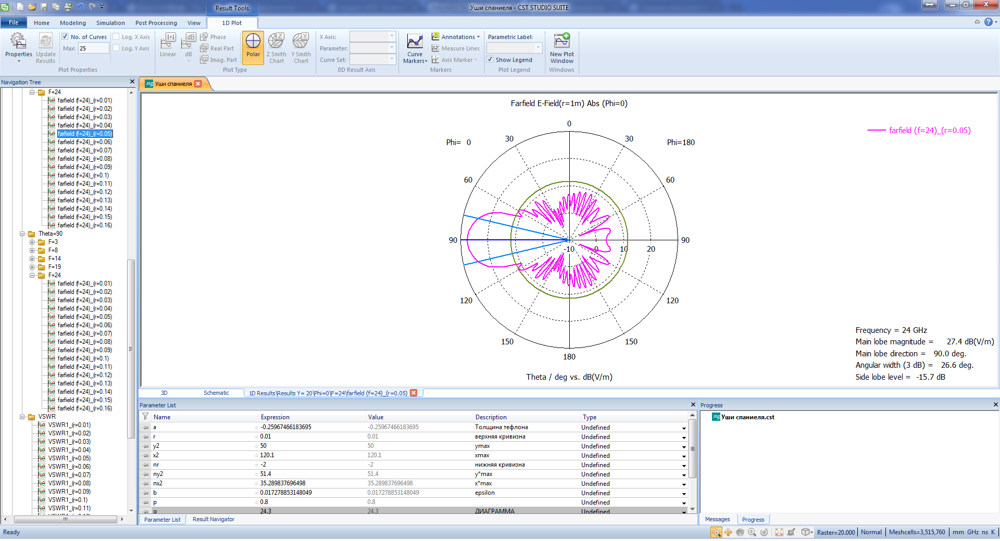 Result Tools
Уши спаниеля - CST STUDIO SUITE
File Home Modeling Simulation Post Processing View 1D Plot
Properties
Update Results
No. of Curves
Max: 25
Log. X Axis
Log. Y Axis
Plot Properties
Linear
dB
Phase
Real Part
Imag. Part
Polar
Z Smith Chart
Y Smith Chart
Plot Type
X Axis:
Parameter:
Curve Set:
0D Result Axis
Curve Markers
Annotations
Measure Lines
Axis Marker
Markers
Parametric Label:
Show Legend
Plot Legend
New Plot Window
Windows
Navigation Tree
F=24
farfield (f=24)_(r=0.01)
farfield (f=24)_(r=0.02)
farfield (f=24)_(r=0.03)
farfield (f=24)_(r=0.04)
farfield (f=24)_(r=0.05)
farfield (f=24)_(r=0.06)
farfield (f=24)_(r=0.07)
farfield (f=24)_(r=0.08)
farfield (f=24)_(r=0.09)
farfield (f=24)_(r=0.1)
farfield (f=24)_(r=0.11)
farfield (f=24)_(r=0.12)
farfield (f=24)_(r=0.13)
farfield (f=24)_(r=0.14)
farfield (f=24)_(r=0.15)
farfield (f=24)_(r=0.16)
Theta=90
F=3
F=8
F=14
F=19
F=24
farfield (f=24)_(r=0.01)
farfield (f=24)_(r=0.02)
farfield (f=24)_(r=0.03)
farfield (f=24)_(r=0.04)
farfield (f=24)_(r=0.05)
farfield (f=24)_(r=0.06)
farfield (f=24)_(r=0.07)
farfield (f=24)_(r=0.08)
farfield (f=24)_(r=0.09)
farfield (f=24)_(r=0.1)
farfield (f=24)_(r=0.11)
farfield (f=24)_(r=0.12)
farfield (f=24)_(r=0.13)
farfield (f=24)_(r=0.14)
farfield (f=24)_(r=0.15)
farfield (f=24)_(r=0.16)
VSWR
VSWR1_(r=0.01)
VSWR1_(r=0.02)
VSWR1_(r=0.03)
VSWR1_(r=0.04)
VSWR1_(r=0.05)
VSWR1_(r=0.06)
VSWR1_(r=0.07)
VSWR1_(r=0.08)
VSWR1_(r=0.09)
VSWR1_(r=0.1)
VSWR1_(r=0.11)
Уши спаниеля
Farfield E-Field(r=1m) Abs (Phi=0)
0
farfield (f=24)_(r=0.05)
Phi= 0 30 30 Phi=180
60 60
90 90
-10 0 10 20
120 120
150 150
180
Theta / deg vs. dB(V/m)
Frequency = 24 GHz
Main lobe magnitude = 27.4 dB(V/m)
Main lobe direction = 90.0 deg.
Angular width (3 dB) = 26.6 deg.
Side lobe level = -15.7 dB
3D Schematic 1D Results\Results Y= 20\Phi=0\F=24\farfield (f=24)_(r=0.05)
Parameter List
Name Expression Value Description Type
a = -0.25967466183695 -0.25967466183695 Толщина тефлона Undefined
r = 0.01 0.01 верхняя кривизна Undefined
y2 = 50 50 ymax Undefined
x2 = 120.1 120.1 xmax Undefined
nr = -2 -2 нижняя кривизна Undefined
ny2 = 51.4 51.4 y*max Undefined
nx2 = 35.289837696498 35.289837696498 x*max Undefined
b = 0.017278853148049 0.017278853148049 epsilon Undefined
p = 0.8 0.8 Undefined
= 24.3 24.3 ДИАГРАММА Undefined
Parameter List Result Navigator
Progress
Уши спаниеля.cst
Messages Progress
Ready
Raster=20.000 Normal Meshcells=3,515,760 mm GHz ns K